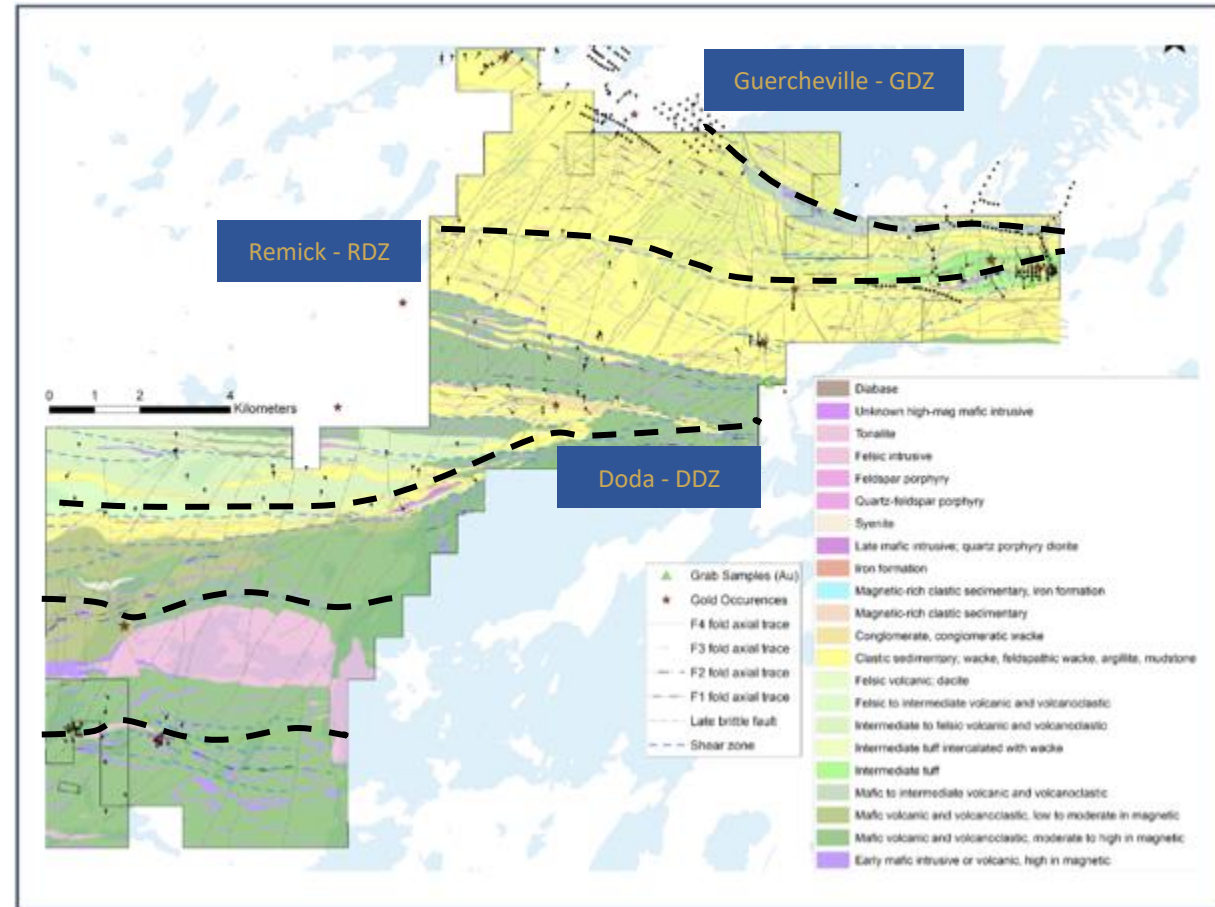 Guercheville - GDZ
Remick - RDZ
0 2 4
Kilometers
Doda - DDZ
Grab Samples (Au)
Gold Occurences
F4 fold axial trace
F3 fold axial trace
F2 fold axial trace
F1 fold axial trace
Late brittle fault
Shear zone
Diabase
Unknown high-mag mafic intrusive
Tonalite
Felsic intrusive
Feldspar porphyry
Quartz-feldspar porphyry
Syenite
Late mafic intrusive; quartz porphyry diorite
Iron formation
Magnetic-rich clastic sedimentary, iron formation
Magnetic-rich clastic sedimentary
Conglomerate, conglomeratic wacke
Clastic sedimentary; wacke, feldspathic wacke, argillite, mudstone
Felsic volcanic; dacite
Felsic to intermediate volcanic and volcanoclastic
Intermediate to felsic volcanic and volcanoclastic
Intermediate tuff intercalated with wacke
Intermediate tuff
Mafic to intermediate volcanic and volcanoclastic
Mafic volcanic and volcanoclastic, low to moderate in magnetic
Mafic volcanic and volcanoclastic, moderate to high in magnetic
Early mafic intrusive or volcanic, high in magnetic